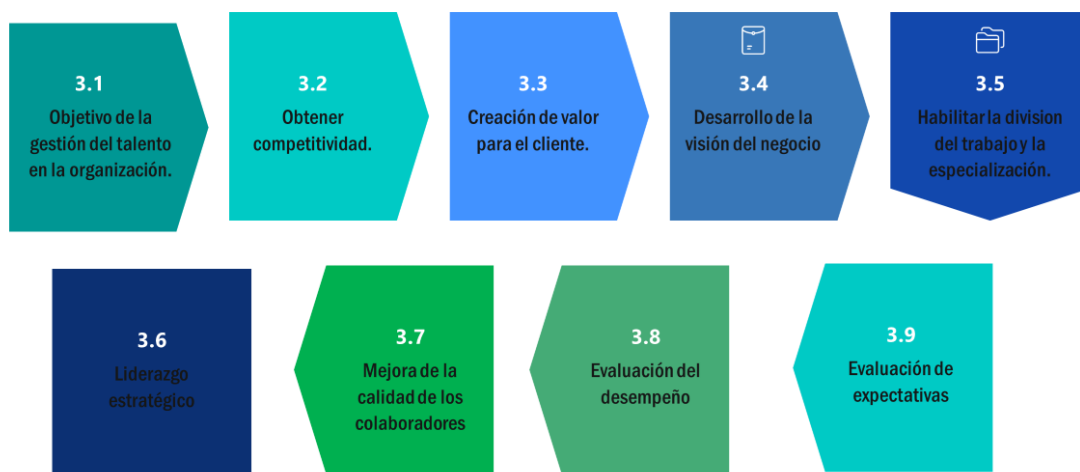 3.1
Objetivo de la
gestión del talento
en la organización.
3.2
Obtener
competitividad.
3.3
Creación de valor
para el cliente.
3.4
Desarrollo de la
visión del negocio
3.5
Habilitar la division
del trabajo y la
especialización.
3.6
Liderazgo
estratégico
3.7
Mejora de la
calidad de los
colaboradores
3.8
Evaluación del
desempeño
3.9
Evaluación de
expectativas